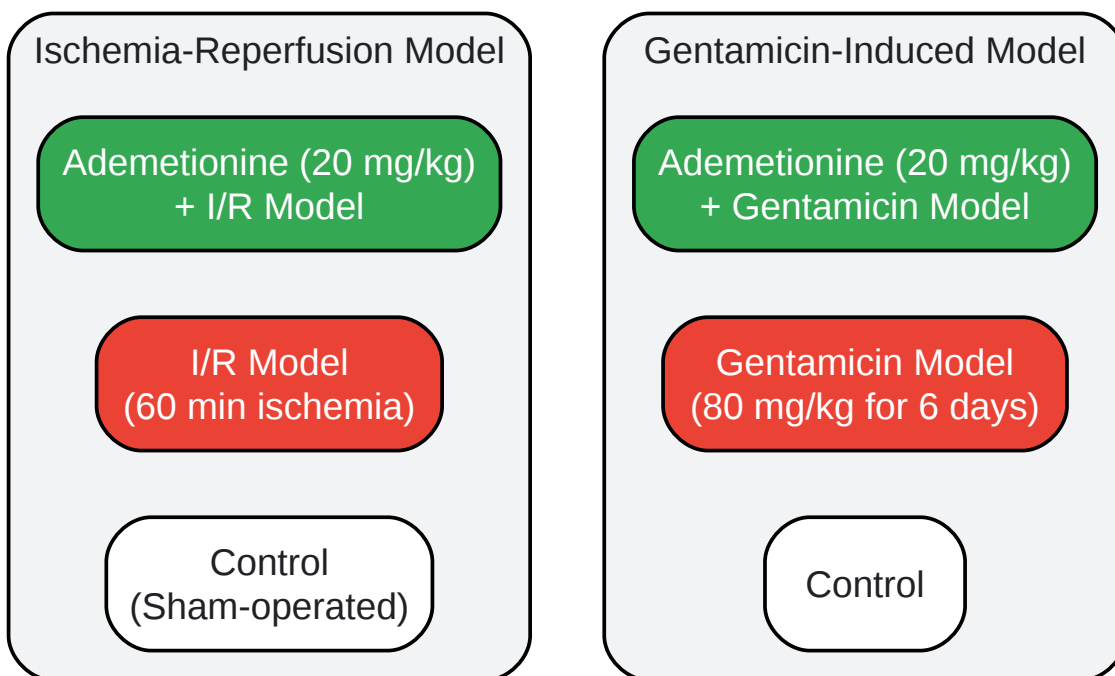 Ischemia-Reperfusion Model
Ademetionine (20 mg/kg)
+ I/R Model
I/R Model
(60 min ischemia)
Control
(Sham-operated)
Gentamicin-Induced Model
Ademetionine (20 mg/kg)
+ Gentamicin Model
Gentamicin Model
(80 mg/kg for 6 days)
Control